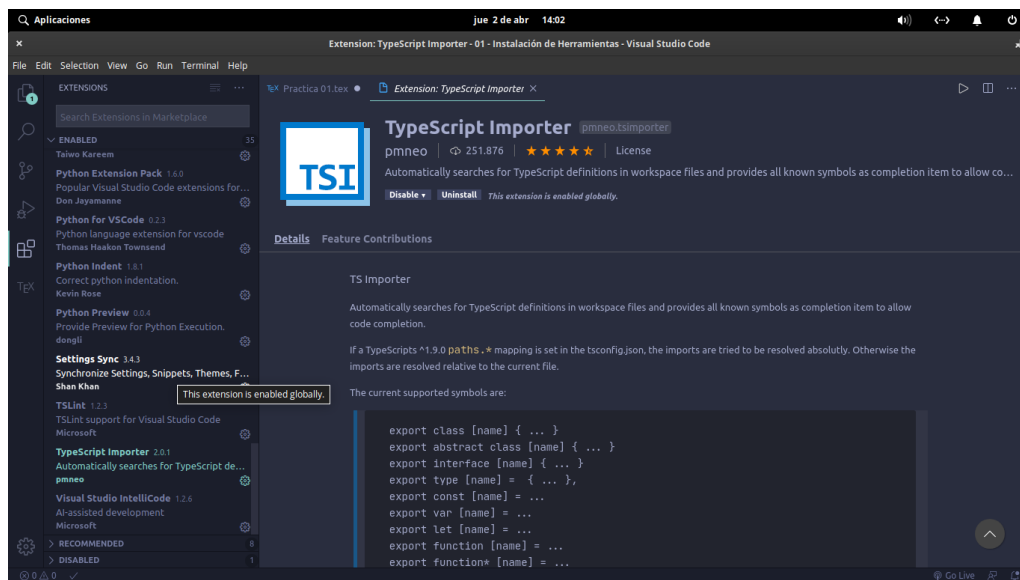 Aplicaciones
jue 2 de abr 14:02
Extension: TypeScript Importer - 01 - Instalación de Herramientas - Visual Studio Code
File Edit Selection View Go Run Terminal Help
EXTENSIONS
1
Search Extensions in Marketplace
ENABLED 35
Taiwo Kareem
Python Extension Pack 1.6.0
Popular Visual Studio Code extensions for...
Don Jayamanne
Python for VSCode 0.2.3
Python language extension for vscode
Thomas Haakon Townsend
Python Indent 1.8.1
Correct python indentation.
Kevin Rose
Python Preview 0.0.4
Provide Preview for Python Execution.
dongli
Settings Sync 3.4.3
Synchronize Settings, Snippets, Themes, F...
Shan Khan
This extension is enabled globally.
TSLint 1.2.3
TSLint support for Visual Studio Code
Microsoft
TypeScript Importer 2.0.1
Automatically searches for TypeScript de...
pmneo
Visual Studio IntelliCode 1.2.6
AI-assisted development
Microsoft
RECOMMENDED 8
DISABLED 1
TEX
TEX Practica 01.tex
Extension: TypeScript Importer
TSI
TypeScript Importer pmneo.tsimporter
pmneo 251.876 License
Automatically searches for TypeScript definitions in workspace files and provides all known symbols as completion item to allow co...
Disable Uninstall This extension is enabled globally.
Details Feature Contributions
TS Importer
Automatically searches for TypeScript definitions in workspace files and provides all known symbols as completion item to allow
code completion.
If a TypeScripts ^1.9.0 paths.* mapping is set in the tsconfig.json, the imports are tried to be resolved absolutly. Otherwise the
imports are resolved relative to the current file.
The current supported symbols are:
export class [name] { ... }
export abstract class [name] { ... }
export interface [name] { ... }
export type [name] = { ... },
export const [name] = ...
export var [name] = ...
export let [name] = ...
export function [name] = ...
export function* [name] = ...
0 0
Go Live